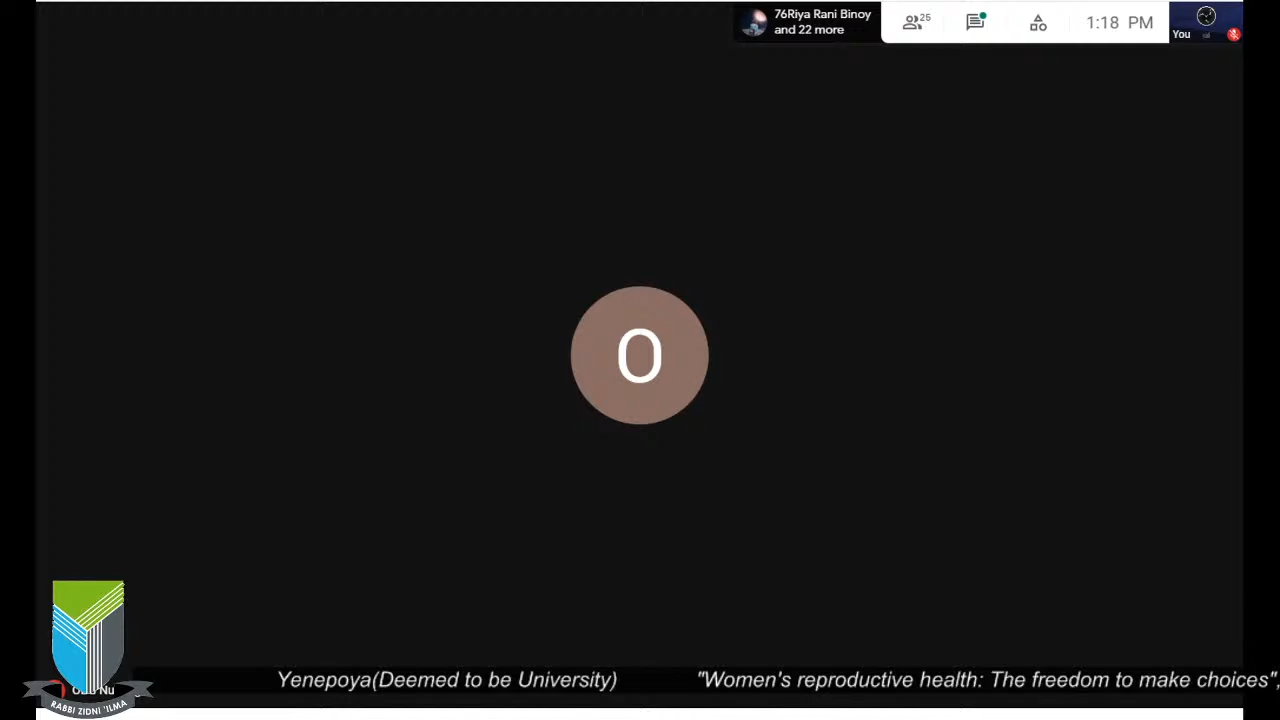 76Riya Rani Binoy
and 22 more
25
1:18 PM
You
O
Yenepoya(Deemed to be University)
"Women's reproductive health: The freedom to make choices",
Nu
RABBI ZIDNI 'ILMA